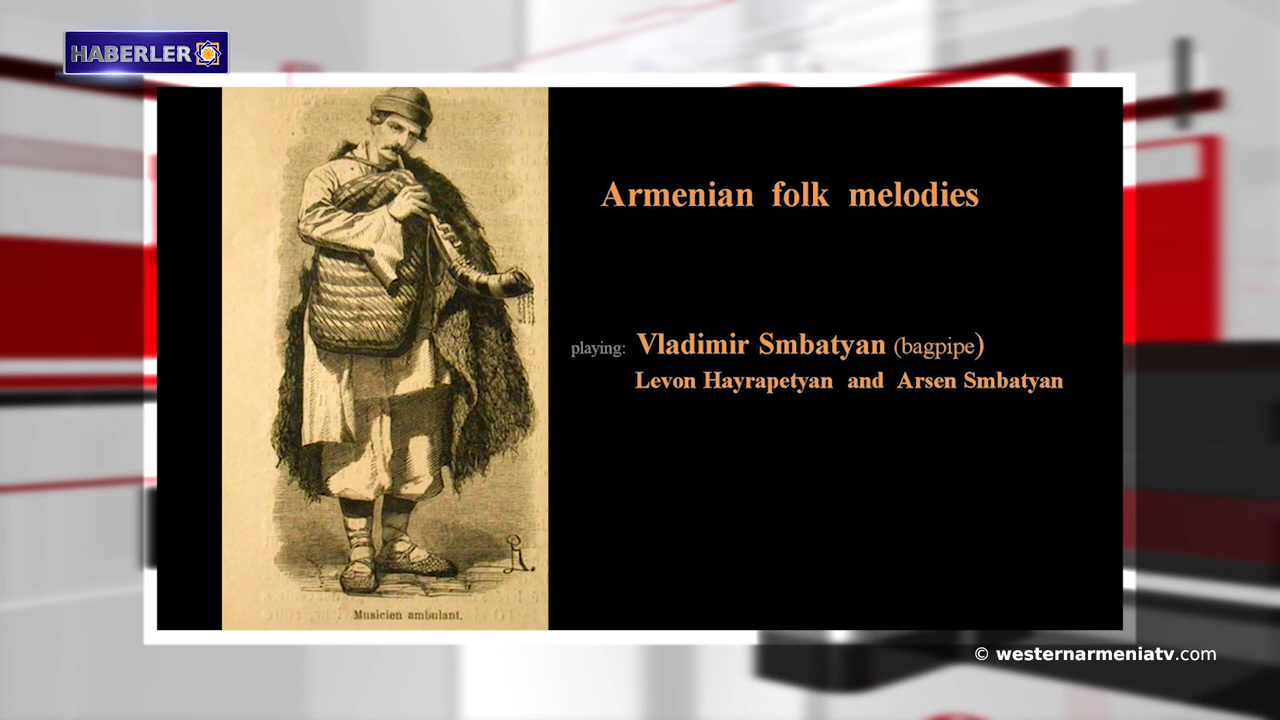 HABERLER
Armenian folk melodies
playing: Vladimir Smbatyan (bagpipe)
Levon Hayrapetyan and Arsen Smbatyan
Musicien ambulant.
© westernarmeniatv.com